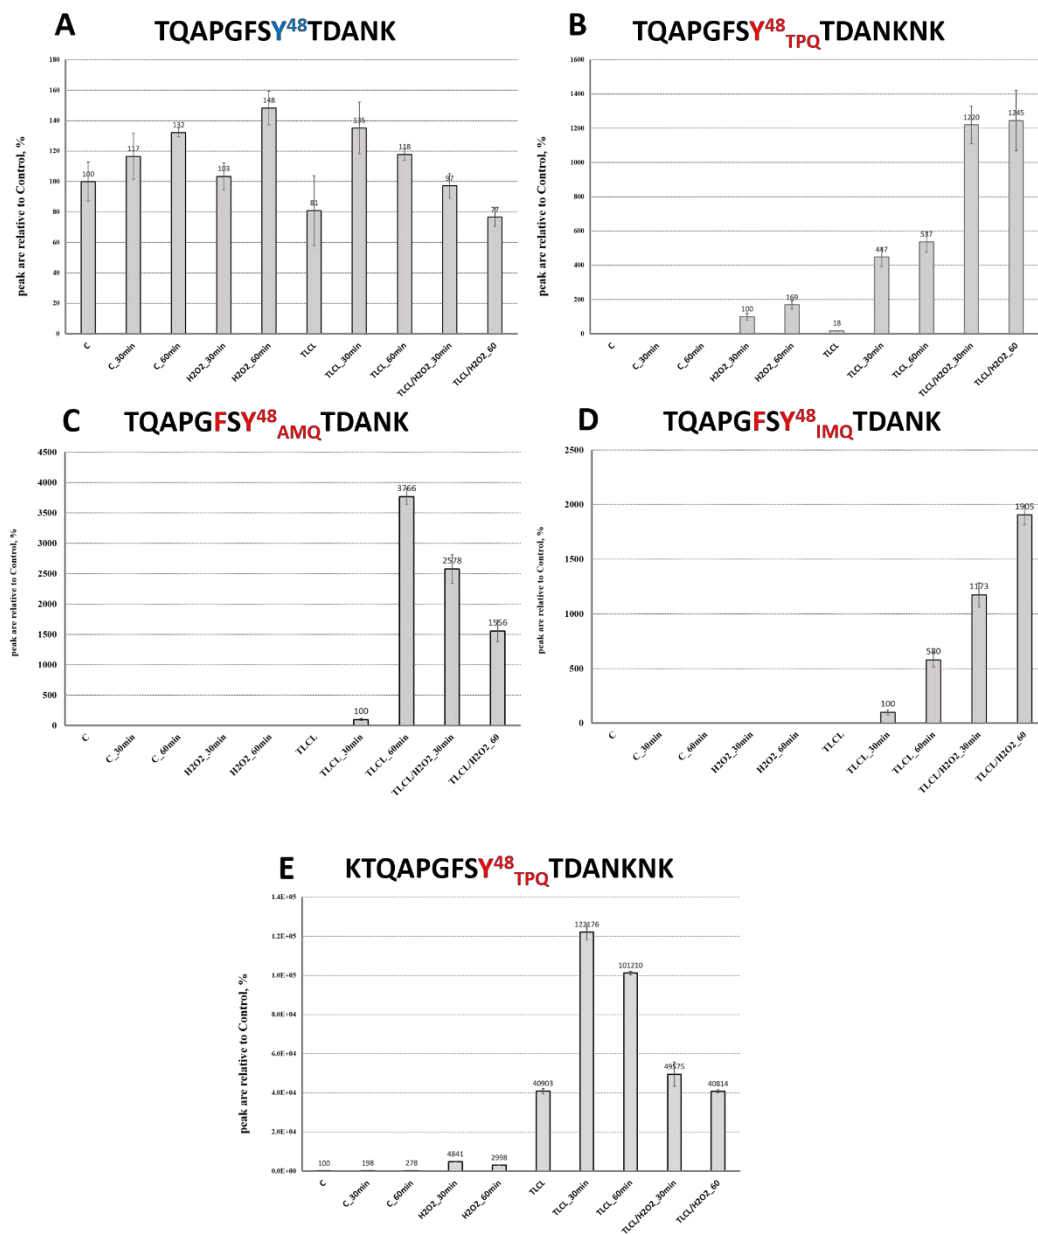 A TQAPGFSY48TDANK
peak are relative to Control, %
180
160
140
120
100
80
60
40
20
0
100
117
132
103
148
81
135
118
97
77
C
C_30min
C_60min
H2O2_30min
H2O2_60min
TLCL
TLCL_30min
TLCL_60min
TLCL/H2O2_30min
TLCL/H2O2_60
B TQAPGFSY48TPQTDANKNK
peak are relative to Control, %
1600
1400
1200
1000
800
600
400
200
0
100
169
18
447
537
1220
1245
C
C_30min
C_60min
H2O2_30min
H2O2_60min
TLCL
TLCL_30min
TLCL_60min
TLCL/H2O2_30min
TLCL/H2O2_60
C TQAPGFSY48AMQTDANK
peak are relative to Control, %
4500
4000
3500
3000
2500
2000
1500
1000
500
0
100
3766
2578
1556
C
C_30min
C_60min
H2O2_30min
H2O2_60min
TLCL
TLCL_30min
TLCL_60min
TLCL/H2O2_30min
TLCL/H2O2_60
D TQAPGFSY48IMQTDANK
peak are relative to Control, %
2500
2000
1500
1000
500
0
100
580
1173
1905
C
C_30min
C_60min
H2O2_30min
H2O2_60min
TLCL
TLCL_30min
TLCL_60min
TLCL/H2O2_30min
TLCL/H2O2_60
E KTQAPGFSY48TPQTDANKNK
peak are relative to Control, %
1.4E+05
1.2E+05
1.0E+05
8.0E+04
6.0E+04
4.0E+04
2.0E+04
0.0E+00
100
198
278
4841
2998
40903
122176
101210
49575
40814
C
C_30min
C_60min
H2O2_30min
H2O2_60min
TLCL
TLCL_30min
TLCL_60min
TLCL/H2O2_30min
TLCL/H2O2_60